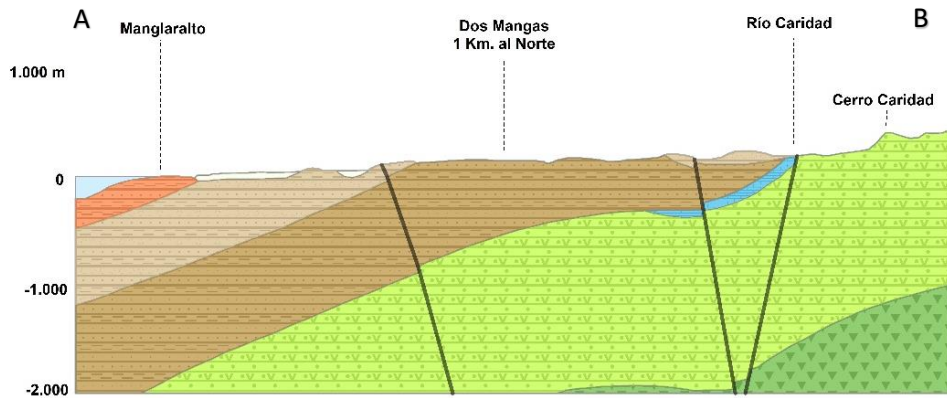 A
B
Manglaralto
Dos Mangas
1 Km. al Norte
Río Caridad
1.000 m
Cerro Caridad
0
-1.000
-2.000